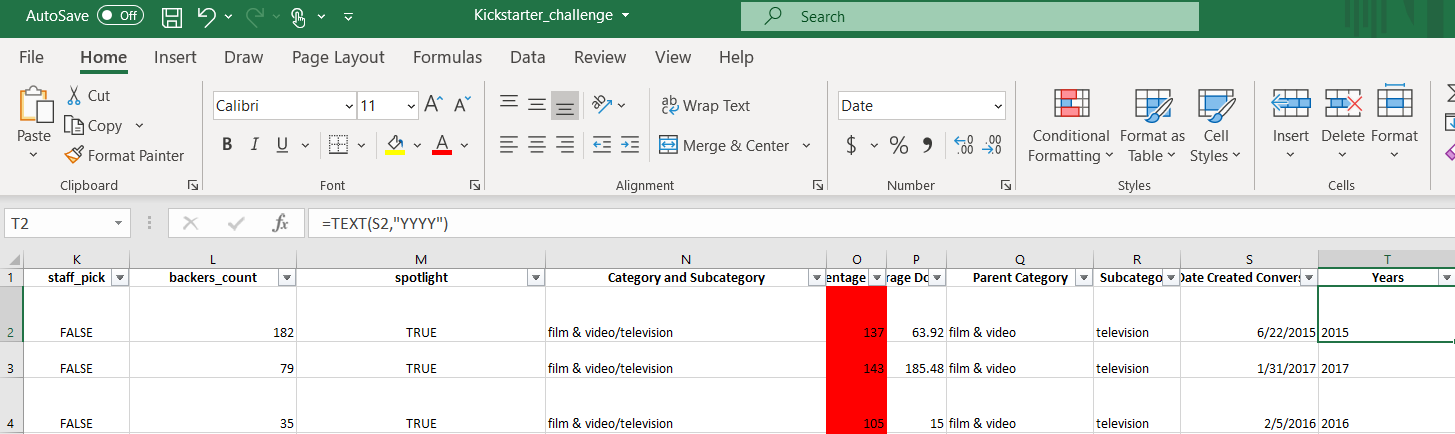 AutoSave Off Kickstarter_challenge Search
File Home Insert Draw Page Layout Formulas Data Review View Help
Paste Cut Copy Format Painter Clipboard
Calibri 11 B I U A Font
ab Wrap Text Merge & Center Alignment
Date $ % Number
Conditional Formatting Format as Table Cell Styles Styles
Insert Delete Format Cells
T2 fx =TEXT(S2,"YYYY")
K L M N O P Q R S T
1 staff_pick backers_count spotlight Category and Subcategory entage rage Do Parent Category Subcatego Date Created Convers Years
2 FALSE 182 TRUE film & video/television 137 63.92 film & video television 6/22/2015 2015
3 FALSE 79 TRUE film & video/television 143 185.48 film & video television 1/31/2017 2017
4 FALSE 35 TRUE film & video/television 105 15 film & video television 2/5/2016 2016